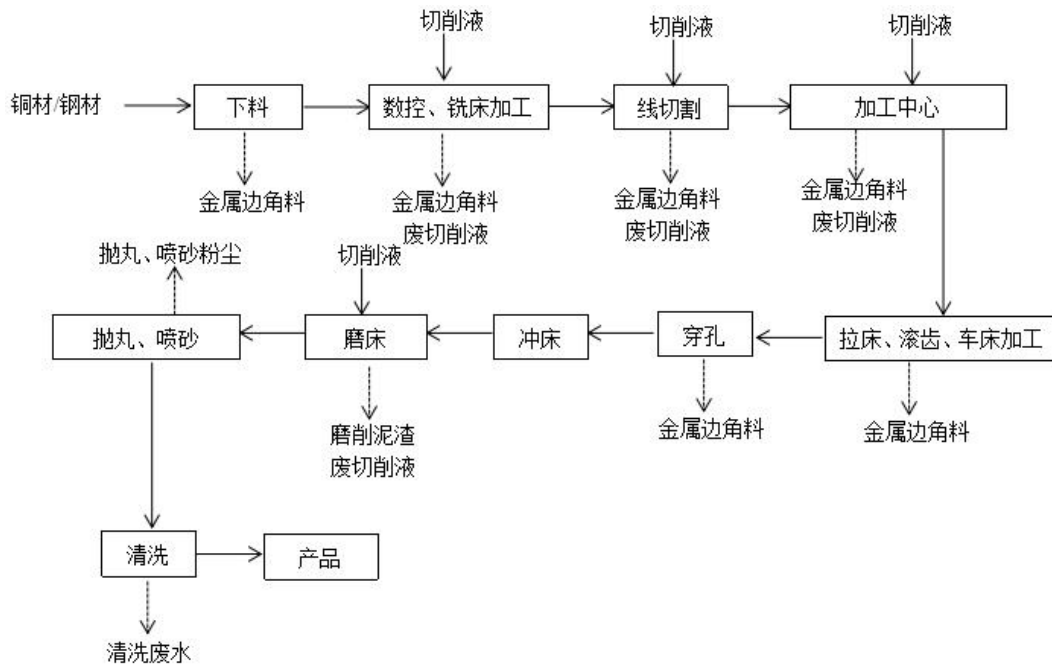 切削液
切削液
切削液
铜材/钢材
下料
数控、铣床加工
线切割
加工中心
金属边角料
金属边角料
废切削液
金属边角料
废切削液
金属边角料
废切削液
抛丸、喷砂粉尘
切削液
抛丸、喷砂
磨床
冲床
穿孔
拉床、滚齿、车床加工
磨削泥渣
废切削液
金属边角料
金属边角料
清洗
产品
清洗废水